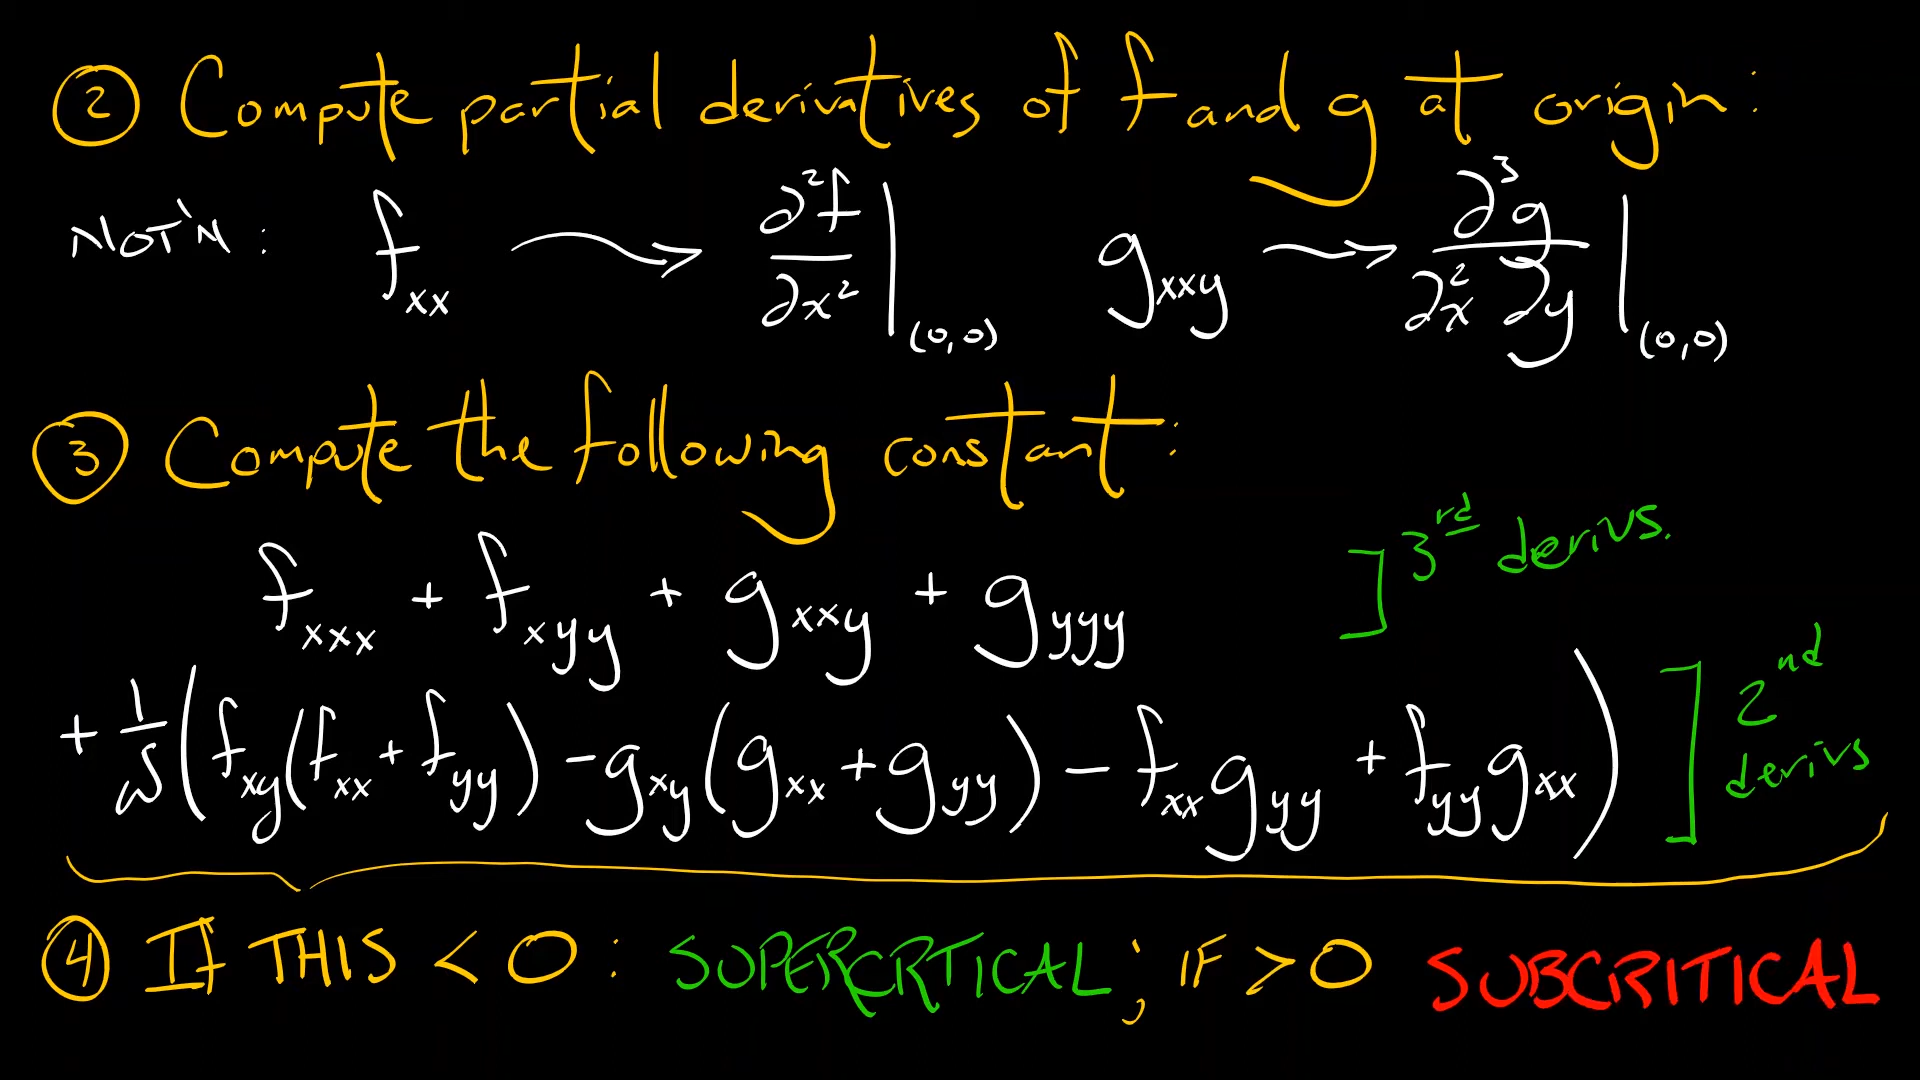 ② Compute partial derivatives of f and g at origin:
NOT'N: f_xx → ∂²f/∂x² |_(0,0) g_xxy → ∂³g/∂x²∂y |_(0,0)
③ Compute the following constant:
f_xxx + f_xyy + g_xxy + g_yyy ] 3rd derivs.
+ 1/ω (f_xy(f_xx + f_yy) - g_xy(g_xx + g_yy) - f_xx g_yy + f_yy g_xx) ] 2nd derivs
④ If THIS < 0: SUPERCRTICAL; IF > 0 SUBCRITICAL